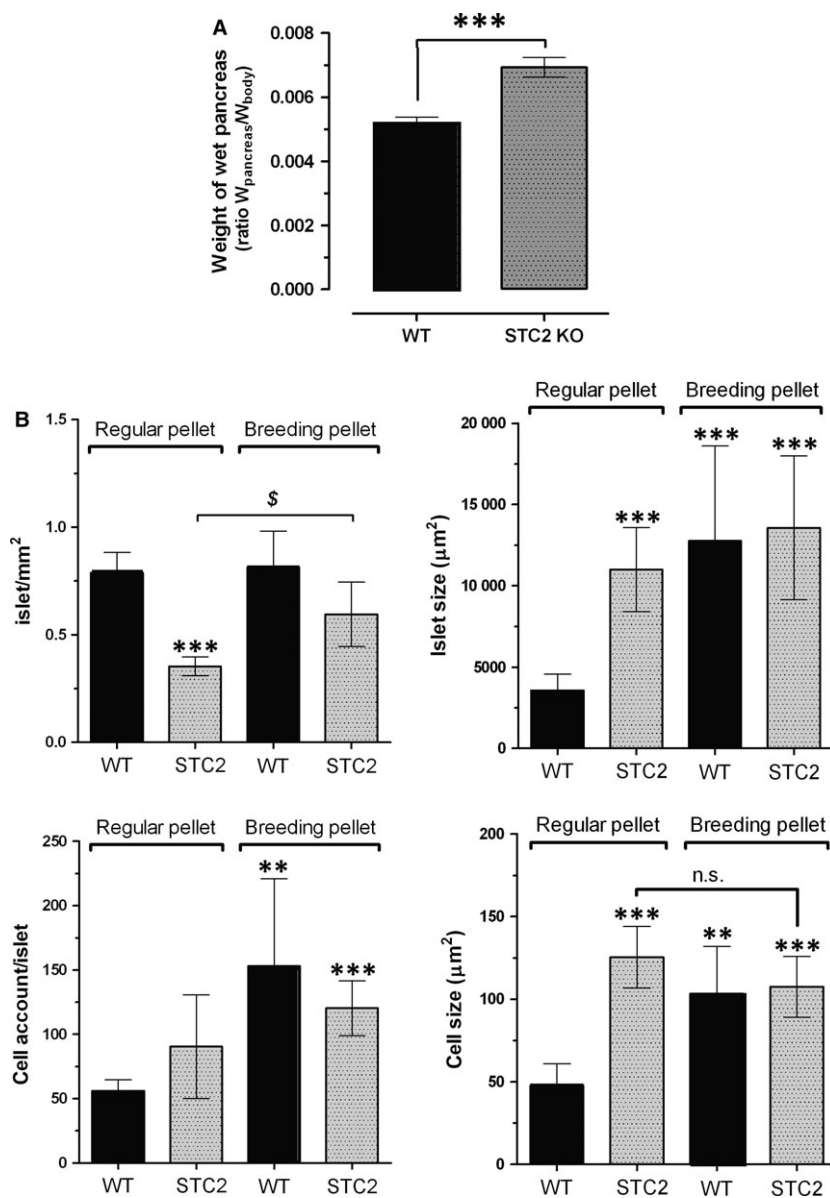 A
***
Weight of wet pancreas
(ratio Wpancreas/Wbody)
0.008
0.006
0.004
0.002
0.000
WT
STC2 KO
B
Regular pellet
Breeding pellet
islet/mm²
1.5
1.0
0.5
0.0
$
***
WT
STC2
WT
STC2
Regular pellet
Breeding pellet
Islet size (μm²)
20 000
15 000
10 000
5000
0
***
***
***
WT
STC2
WT
STC2
Regular pellet
Breeding pellet
Cell account/islet
250
200
150
100
50
0
**
***
WT
STC2
WT
STC2
Regular pellet
Breeding pellet
Cell size (μm²)
200
150
100
50
0
n.s.
***
**
***
WT
STC2
WT
STC2